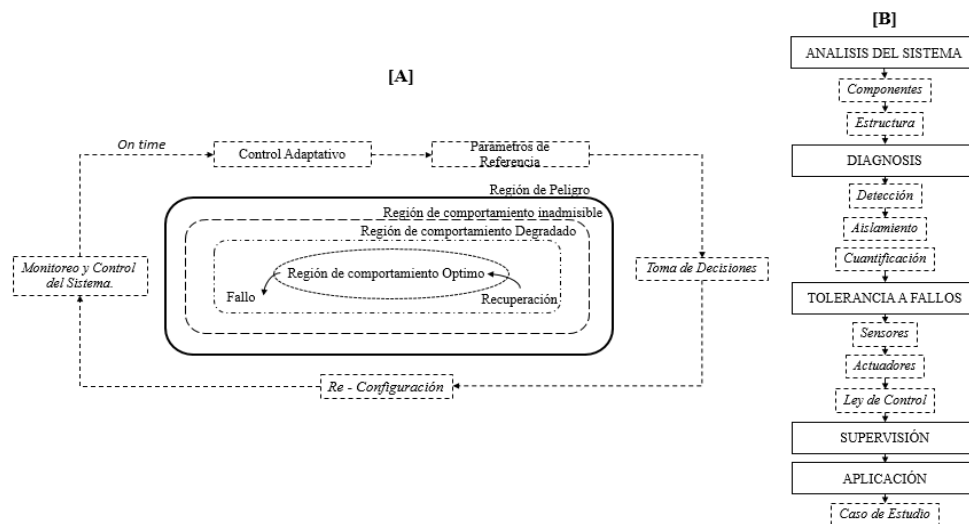 [A]
On time
Control Adaptativo
Parámetros de
Referencia
Región de Peligro
Región de comportamiento inadmisible
Región de comportamiento Degradado
Región de comportamiento Optimo
Fallo
Recuperación
Monitoreo y Control
del Sistema.
Toma de Decisiones
Re - Configuración
[B]
ANALISIS DEL SISTEMA
Componentes
Estructura
DIAGNOSIS
Detección
Aislamiento
Cuantificación
TOLERANCIA A FALLOS
Sensores
Actuadores
Ley de Control
SUPERVISIÓN
APLICACIÓN
Caso de Estudio